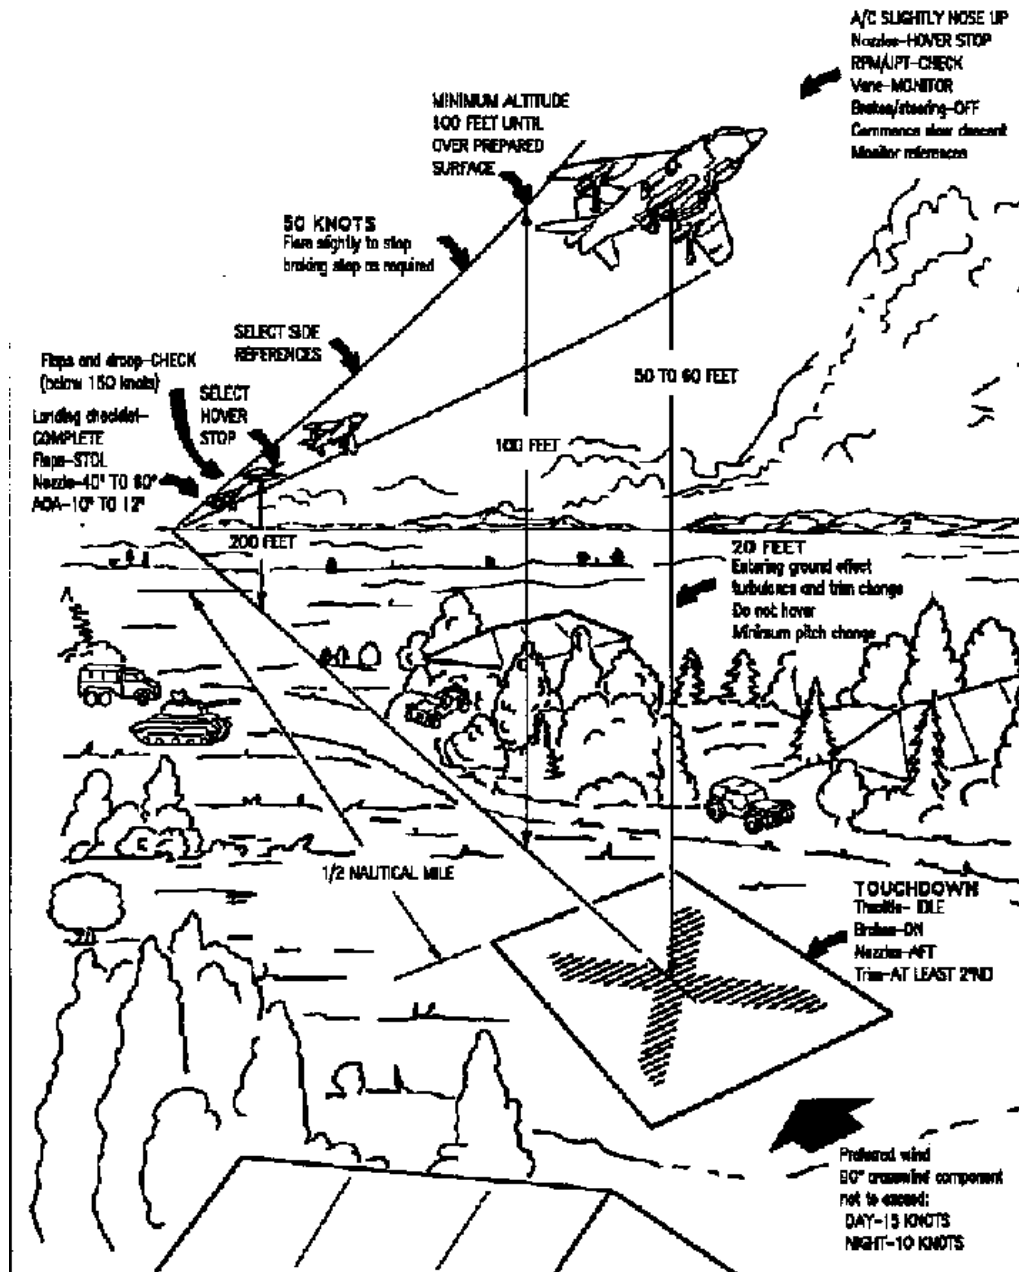 A/C SLIGHTLY NOSE UP
Nozzles-HOVER STOP
RPM/JPT-CHECK
Vane-MONITOR
Brakes/steering-OFF
Commence slow descent
Monitor references
MINIMUM ALTITUDE
100 FEET UNTIL
OVER PREPARED
SURFACE
50 KNOTS
Flare slightly to stop
braking stop as required
SELECT SIDE
REFERENCES
Flaps and droop-CHECK
(below 150 knots)
SELECT
HOVER
STOP
Landing checklist-
COMPLETE
Flaps-STOL
Nozzle-40° TO 60°
AOA-10° TO 12°
50 TO 60 FEET
100 FEET
200 FEET
20 FEET
Entering ground effect
turbulence and trim change
Do not hover
Minimum pitch change
1/2 NAUTICAL MILE
TOUCHDOWN
Throttle- IDLE
Brakes-ON
Nozzles-AFT
Trim-AT LEAST 2°ND
Preferred wind
90° crosswind component
not to exceed:
DAY-15 KNOTS
NIGHT-10 KNOTS